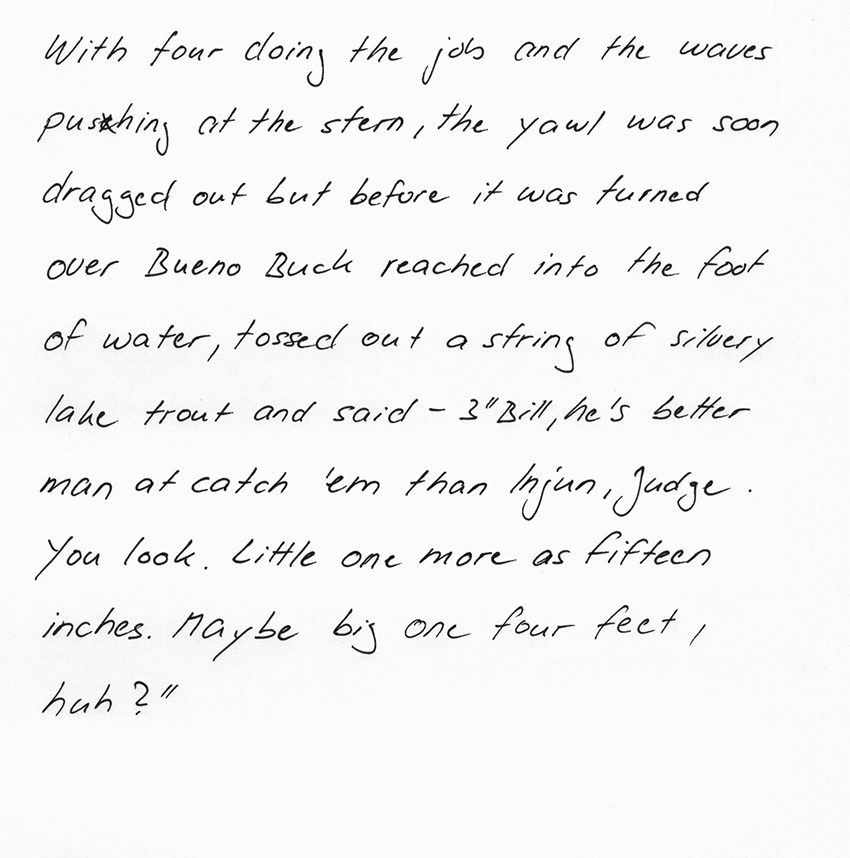 With four doing the job and the waves
pushing at the stern, the yawl was soon
dragged out but before it was turned
over Bueno Buck reached into the foot
of water, tossed out a string of silvery
lake trout and said - 3 "Bill, he's better
man at catch 'em than Injun, Judge.
You look. Little one more as fifteen
inches. Maybe big one four feet,
huh?"